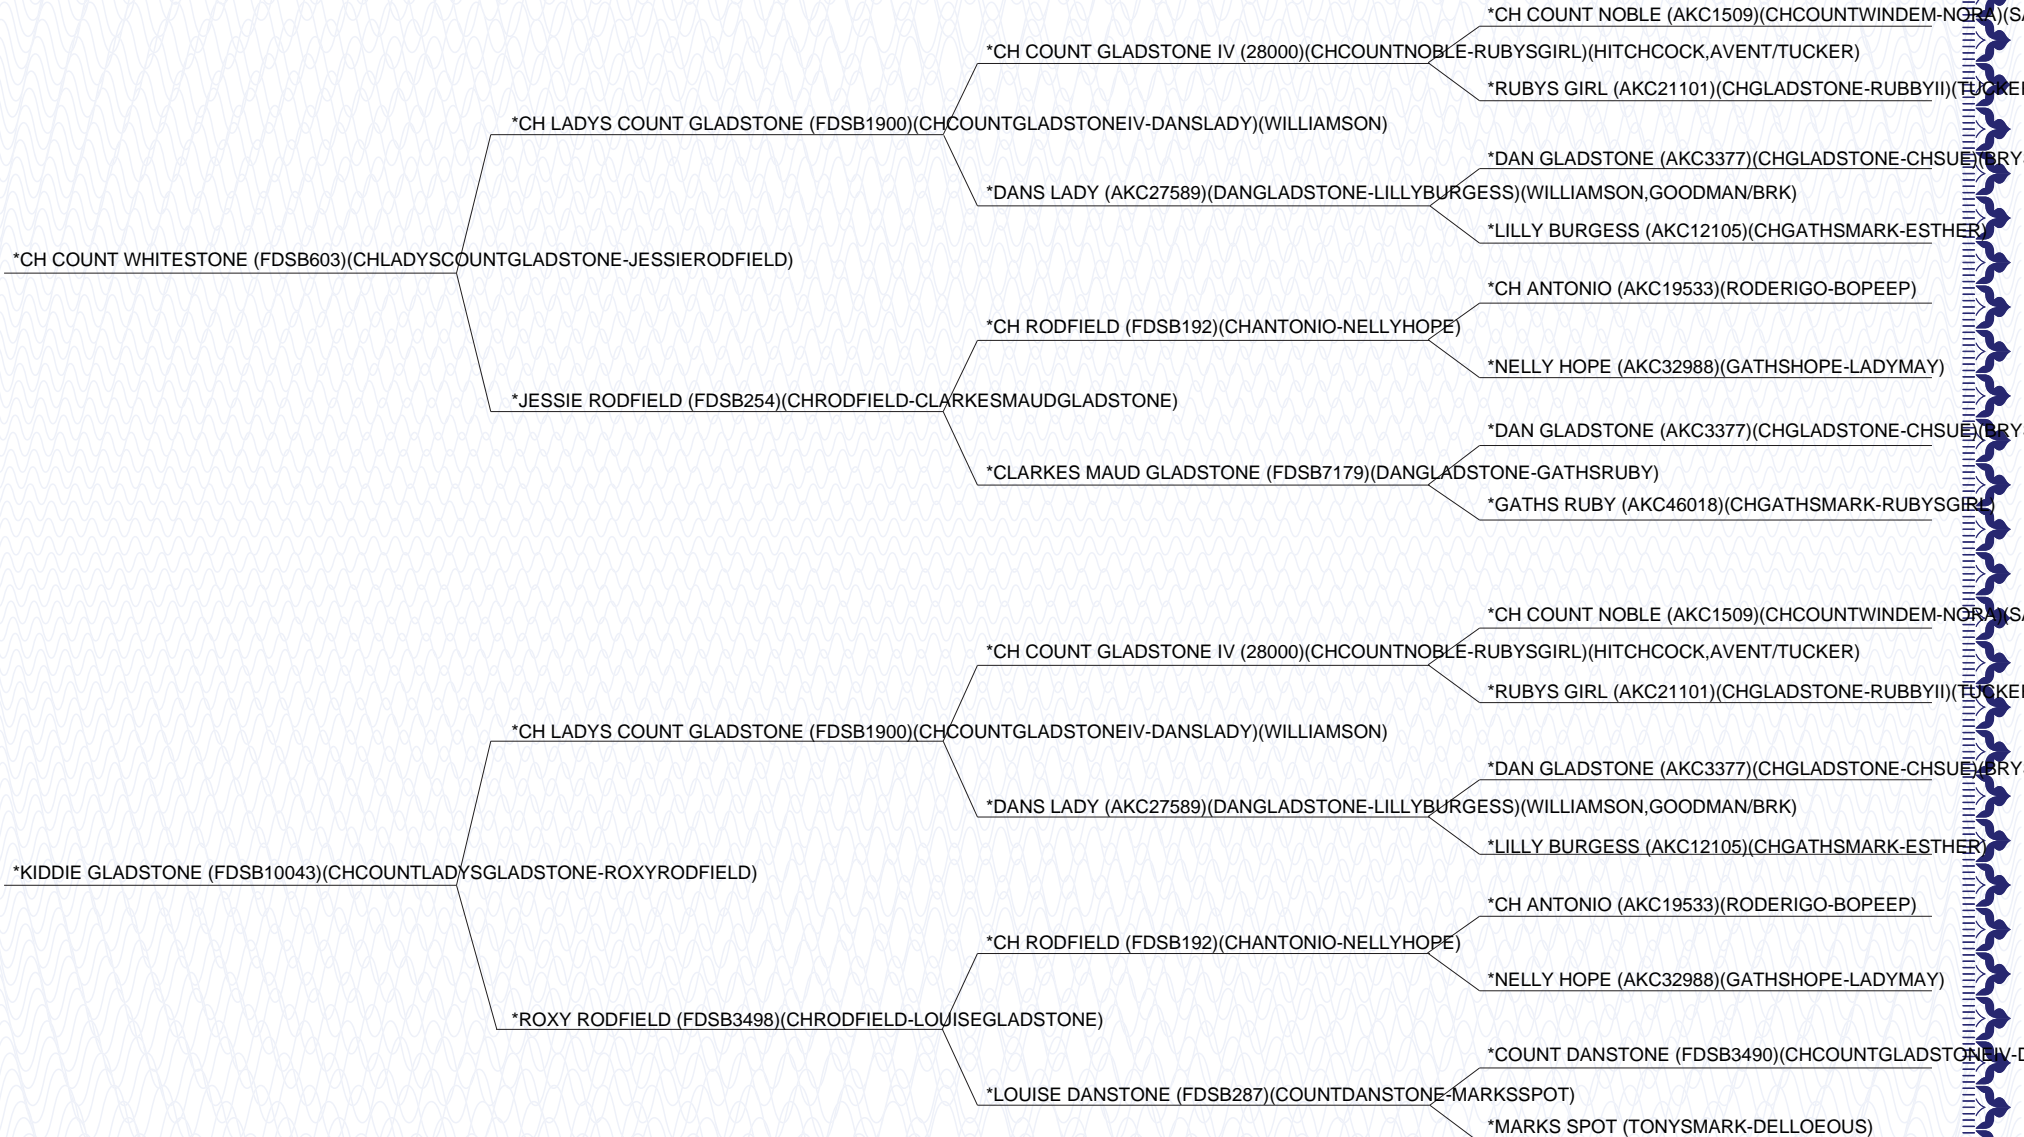 *CH COUNT NOBLE (AKC1509)(CHCOUNTWINDEM-NORA)(SA
*CH COUNT GLADSTONE IV (28000)(CHCOUNTNOBLE-RUBYSGIRL)(HITCHCOCK,AVENT/TUCKER)
*RUBYS GIRL (AKC21101)(CHGLADSTONE-RUBBYII)(TUCKER
*CH LADYS COUNT GLADSTONE (FDSB1900)(CHCOUNTGLADSTONEIV-DANSLADY)(WILLIAMSON)
*DAN GLADSTONE (AKC3377)(CHGLADSTONE-CHSUE)(BRY
*DANS LADY (AKC27589)(DANGLADSTONE-LILLYBURGESS)(WILLIAMSON,GOODMAN/BRK)
*LILLY BURGESS (AKC12105)(CHGATHSMARK-ESTHER)
*CH COUNT WHITESTONE (FDSB603)(CHLADYSCOUNTGLADSTONE-JESSIERODFIELD)
*CH ANTONIO (AKC19533)(RODERIGO-BOPEEP)
*CH RODFIELD (FDSB192)(CHANTONIO-NELLYHOPE)
*NELLY HOPE (AKC32988)(GATHSHOPE-LADYMAY)
*JESSIE RODFIELD (FDSB254)(CHRODFIELD-CLARKESMAUDGLADSTONE)
*DAN GLADSTONE (AKC3377)(CHGLADSTONE-CHSUE)(BRY
*CLARKES MAUD GLADSTONE (FDSB7179)(DANGLADSTONE-GATHSRUBY)
*GATHS RUBY (AKC46018)(CHGATHSMARK-RUBYSGIRL)
*CH COUNT NOBLE (AKC1509)(CHCOUNTWINDEM-NORA)(SA
*CH COUNT GLADSTONE IV (28000)(CHCOUNTNOBLE-RUBYSGIRL)(HITCHCOCK,AVENT/TUCKER)
*RUBYS GIRL (AKC21101)(CHGLADSTONE-RUBBYII)(TUCKER
*CH LADYS COUNT GLADSTONE (FDSB1900)(CHCOUNTGLADSTONEIV-DANSLADY)(WILLIAMSON)
*DAN GLADSTONE (AKC3377)(CHGLADSTONE-CHSUE)(BRY
*DANS LADY (AKC27589)(DANGLADSTONE-LILLYBURGESS)(WILLIAMSON,GOODMAN/BRK)
*LILLY BURGESS (AKC12105)(CHGATHSMARK-ESTHER)
*KIDDIE GLADSTONE (FDSB10043)(CHCOUNTLADYSGLADSTONE-ROXYRODFIELD)
*CH ANTONIO (AKC19533)(RODERIGO-BOPEEP)
*CH RODFIELD (FDSB192)(CHANTONIO-NELLYHOPE)
*NELLY HOPE (AKC32988)(GATHSHOPE-LADYMAY)
*ROXY RODFIELD (FDSB3498)(CHRODFIELD-LOUISEGLADSTONE)
*COUNT DANSTONE (FDSB3490)(CHCOUNTGLADSTONEIV-D
*LOUISE DANSTONE (FDSB287)(COUNTDANSTONE-MARKSSPOT)
*MARKS SPOT (TONYSMARK-DELLOEOUS)